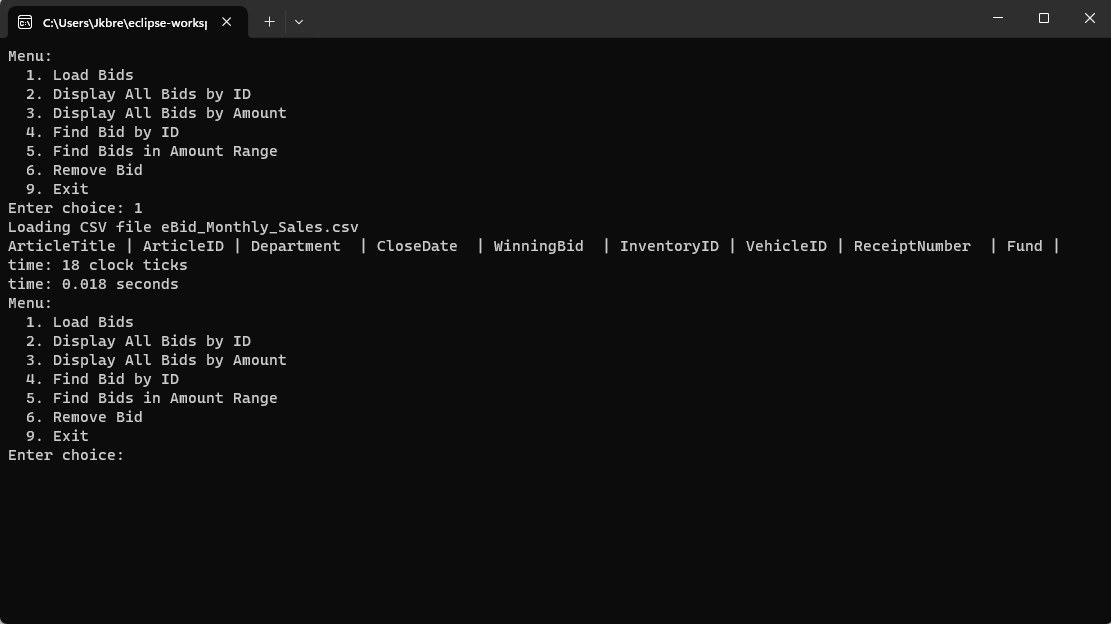 C:\Users\Jkbre\eclipse-worksp
Menu:
  1. Load Bids
  2. Display All Bids by ID
  3. Display All Bids by Amount
  4. Find Bid by ID
  5. Find Bids in Amount Range
  6. Remove Bid
  9. Exit
Enter choice: 1
Loading CSV file eBid_Monthly_Sales.csv
ArticleTitle | ArticleID | Department  | CloseDate  | WinningBid  | InventoryID | VehicleID | ReceiptNumber  | Fund |
time: 18 clock ticks
time: 0.018 seconds
Menu:
  1. Load Bids
  2. Display All Bids by ID
  3. Display All Bids by Amount
  4. Find Bid by ID
  5. Find Bids in Amount Range
  6. Remove Bid
  9. Exit
Enter choice: